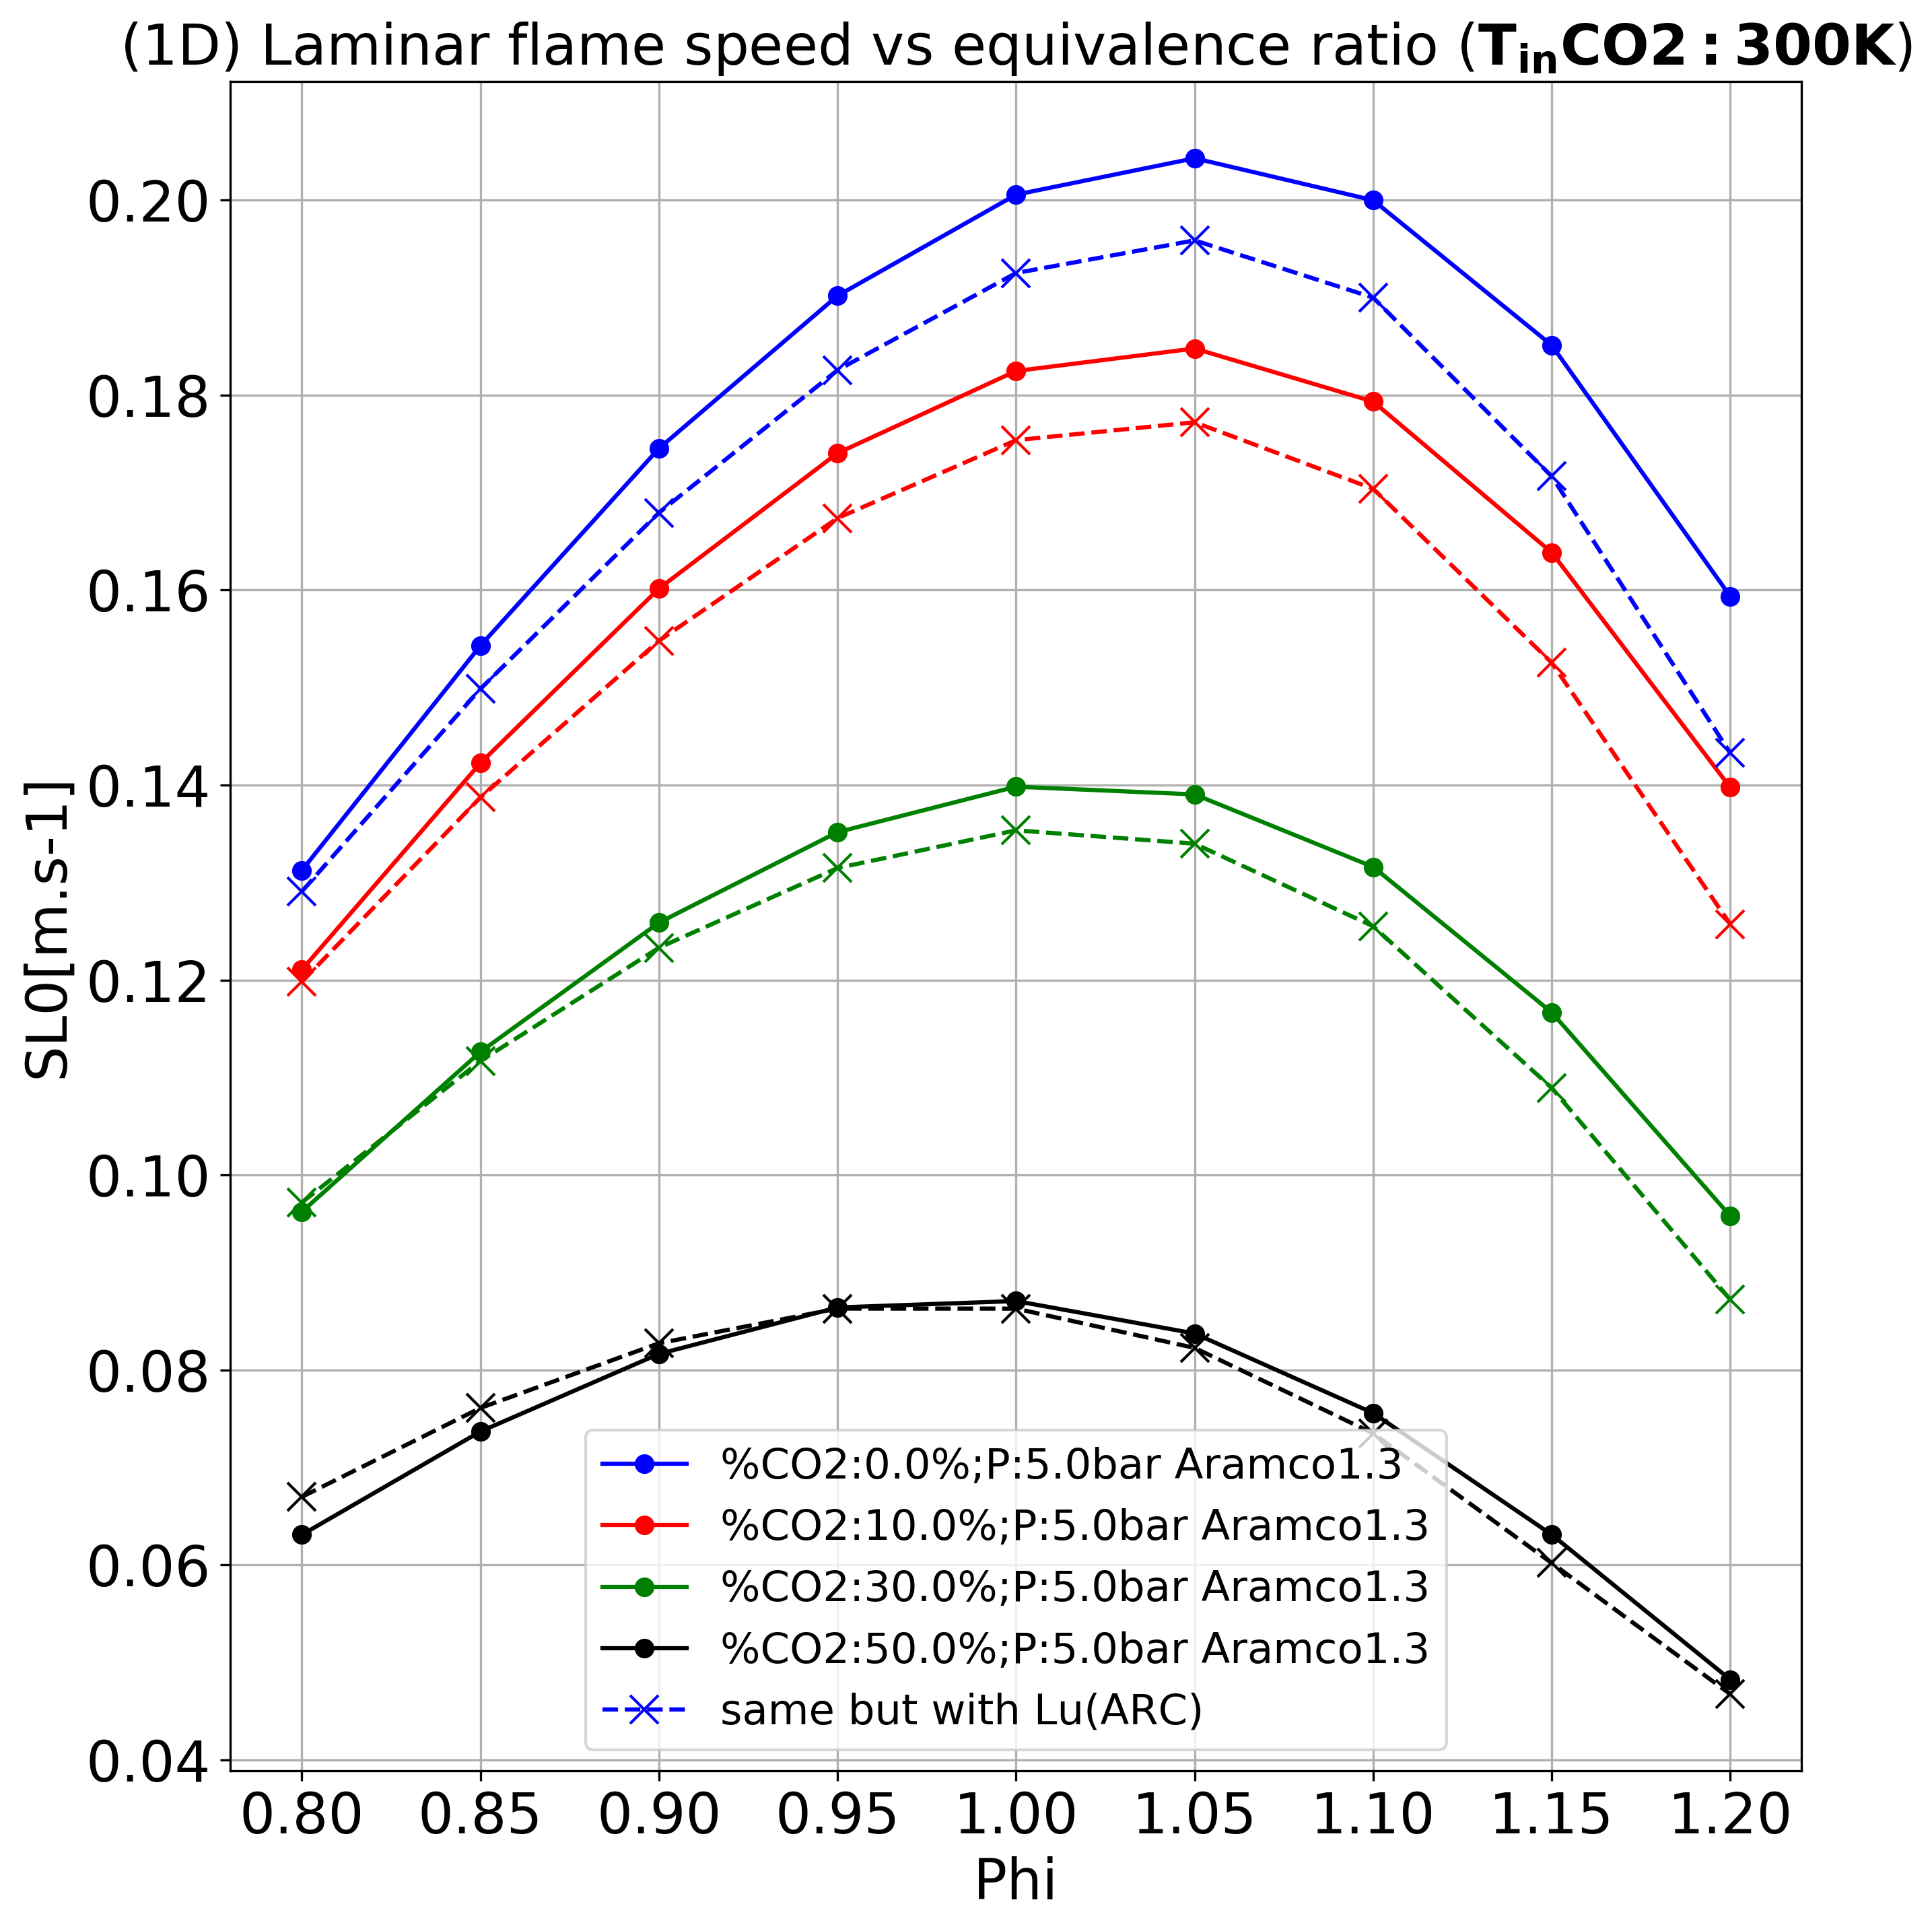 (1D) Laminar flame speed vs equivalence ratio (TinCO2 : 300K)
SL0[m.s-1]
0.20
0.18
0.16
0.14
0.12
0.10
0.08
0.06
0.04
%CO2:0.0%;P:5.0bar Aramco1.3
%CO2:10.0%;P:5.0bar Aramco1.3
%CO2:30.0%;P:5.0bar Aramco1.3
%CO2:50.0%;P:5.0bar Aramco1.3
same but with Lu(ARC)
0.80 0.85 0.90 0.95 1.00 1.05 1.10 1.15 1.20
Phi